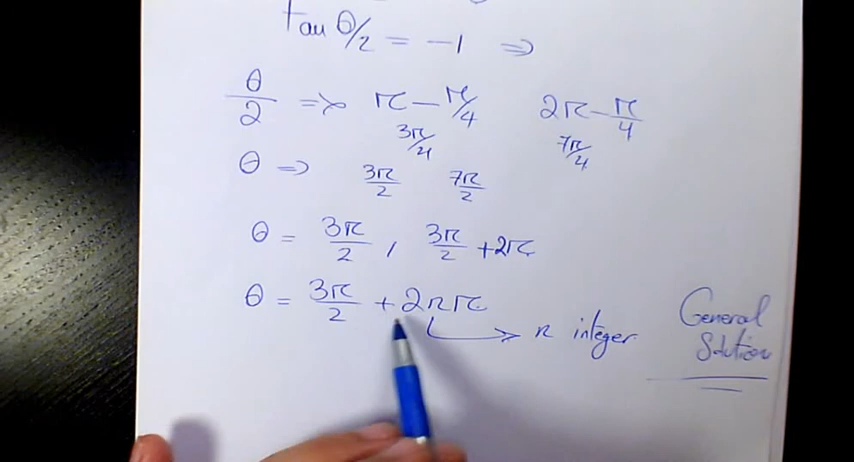 tan θ/2 = -1 ⇒
θ/2 ⇒ π - π/4 2π - π/4
3π/4 7π/4
θ ⇒ 3π/2 7π/2
θ = 3π/2 , 3π/2 + 2π
θ = 3π/2 + 2nπ
n integer
General
Solution